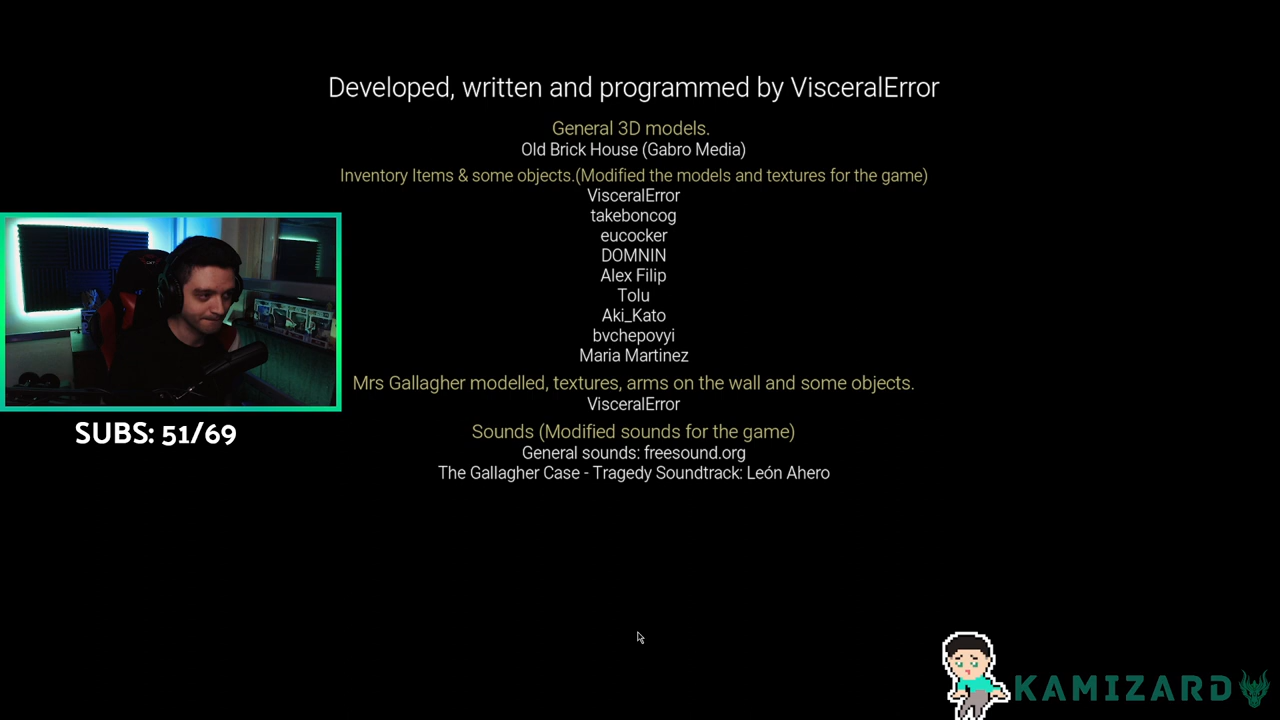 Developed, written and programmed by VisceralError
General 3D models.
Old Brick House (Gabro Media)
Inventory Items & some objects.(Modified the models and textures for the game)
VisceralError
takeboncog
eucocker
DOMNIN
Alex Filip
Tolu
Aki_Kato
bvchepovyi
Maria Martinez
Mrs Gallagher modelled, textures, arms on the wall and some objects.
VisceralError
Sounds (Modified sounds for the game)
General sounds: freesound.org
The Gallagher Case - Tragedy Soundtrack: León Ahero
SUBS: 51/69
KAMIZARD